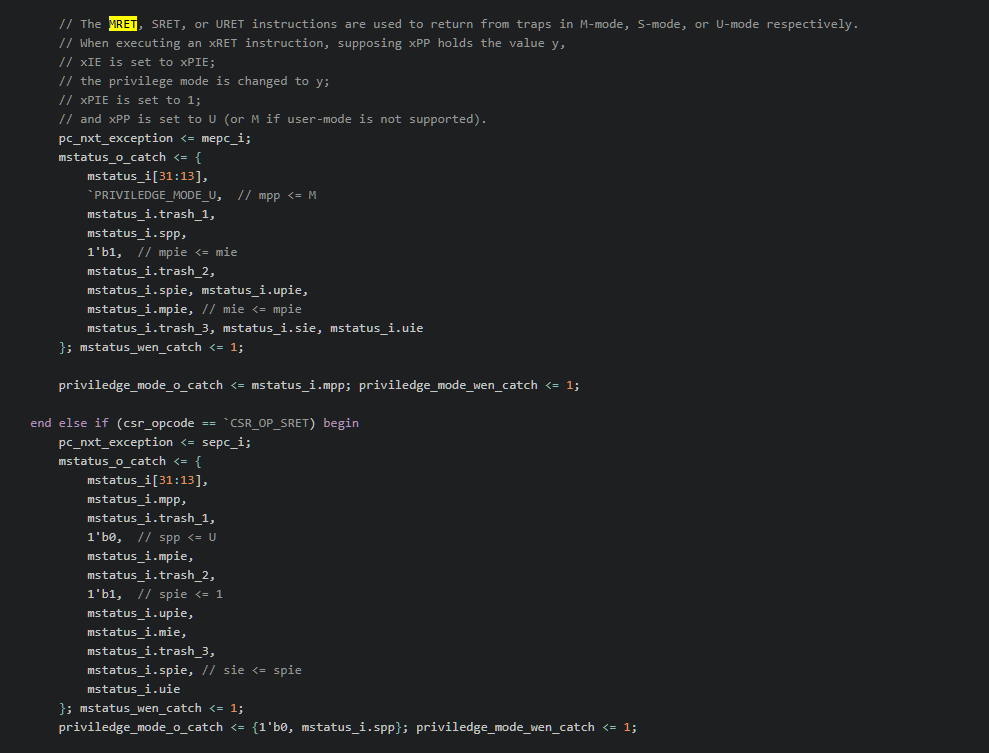 // The MRET, SRET, or URET instructions are used to return from traps in M-mode, S-mode, or U-mode respectively.
// When executing an xRET instruction, supposing xPP holds the value y,
// xIE is set to xPIE;
// the privilege mode is changed to y;
// xPIE is set to 1;
// and xPP is set to U (or M if user-mode is not supported).
pc_nxt_exception <= mepc_i;
mstatus_o_catch <= {
mstatus_i[31:13],
`PRIVILEDGE_MODE_U,  // mpp <= M
mstatus_i.trash_1,
mstatus_i.spp,
1'b1,  // mpie <= mie
mstatus_i.trash_2,
mstatus_i.spie, mstatus_i.upie,
mstatus_i.mpie, // mie <= mpie
mstatus_i.trash_3, mstatus_i.sie, mstatus_i.uie
}; mstatus_wen_catch <= 1;
priviledge_mode_o_catch <= mstatus_i.mpp; priviledge_mode_wen_catch <= 1;
end else if (csr_opcode == `CSR_OP_SRET) begin
pc_nxt_exception <= sepc_i;
mstatus_o_catch <= {
mstatus_i[31:13],
mstatus_i.mpp,
mstatus_i.trash_1,
1'b0,  // spp <= U
mstatus_i.mpie,
mstatus_i.trash_2,
1'b1,  // spie <= 1
mstatus_i.upie,
mstatus_i.mie,
mstatus_i.trash_3,
mstatus_i.spie, // sie <= spie
mstatus_i.uie
}; mstatus_wen_catch <= 1;
priviledge_mode_o_catch <= {1'b0, mstatus_i.spp}; priviledge_mode_wen_catch <= 1;